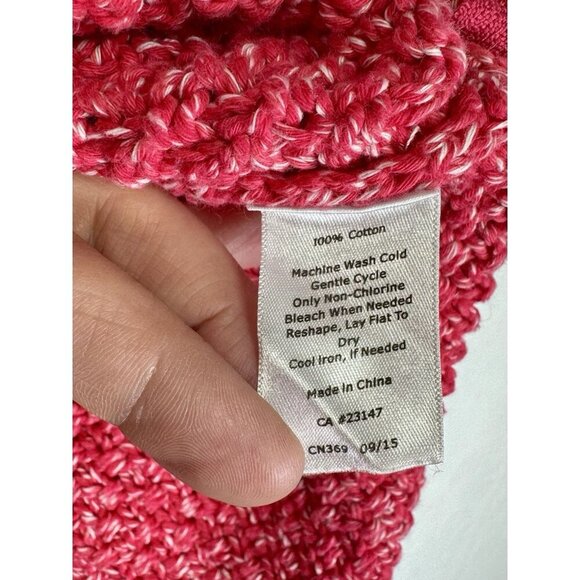 100% Cotton
Machine Wash Cold
Gentle Cycle
Only Non-Chlorine
Bleach When Needed
Reshape, Lay Flat To
Dry
Cool Iron, If Needed
Made in China
CA #23147
CN369 09/15